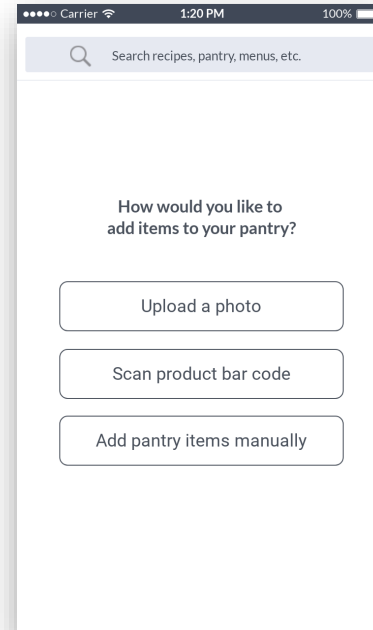 Carrier
1:20 PM
100%
Search recipes, pantry, menus, etc.
How would you like to
add items to your pantry?
Upload a photo
Scan product bar code
Add pantry items manually